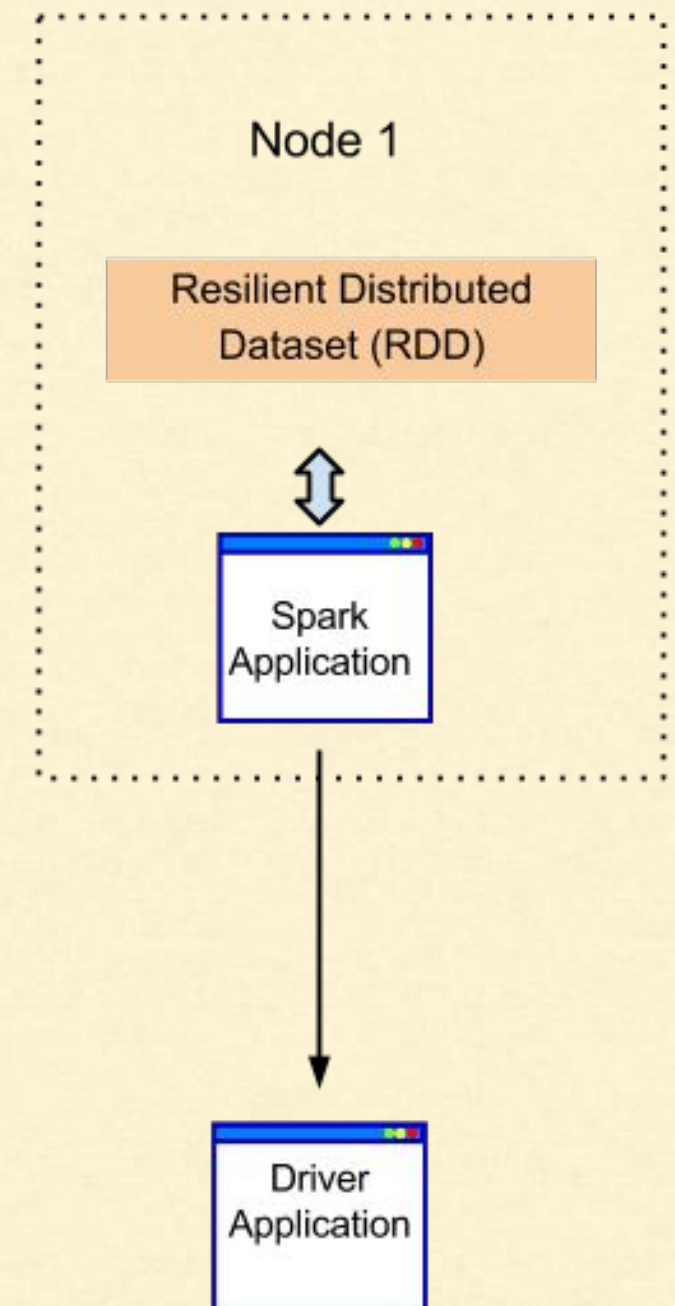 Node 1
Resilient Distributed
Dataset (RDD)
Spark
Application
Driver
Application